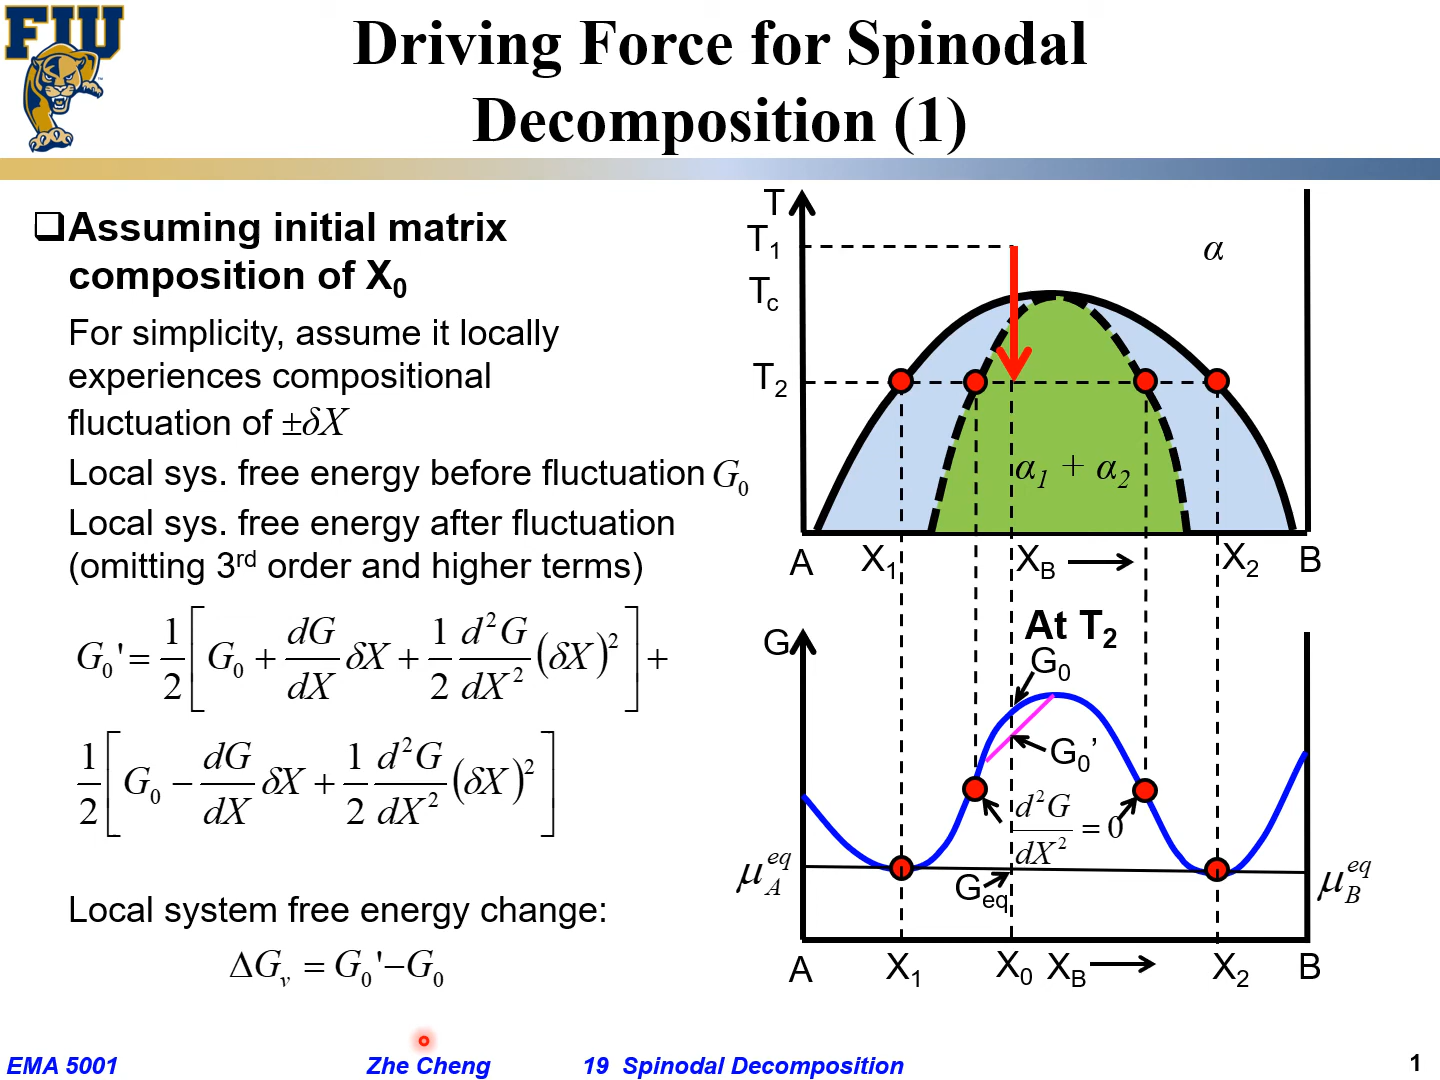 FIU
Driving Force for Spinodal
Decomposition (1)
❑Assuming initial matrix
composition of X₀
For simplicity, assume it locally
experiences compositional
fluctuation of ±δX
Local sys. free energy before fluctuation G₀
Local sys. free energy after fluctuation
(omitting 3rd order and higher terms)
G₀' = 1/2 [ G₀ + dG/dX δX + 1/2 d²G/dX² (δX)² ] +
1/2 [ G₀ − dG/dX δX + 1/2 d²G/dX² (δX)² ]
Local system free energy change:
ΔGᵥ = G₀'−G₀
T
T₁
α
Tc
T₂
α₁ + α₂
A X₁ XB X₂ B
At T₂
G
G₀
G₀’
d²G/dX² = 0
μ_A^eq
Geq
μ_B^eq
A X₁ X₀ XB X₂ B
EMA 5001 Zhe Cheng 19 Spinodal Decomposition 1